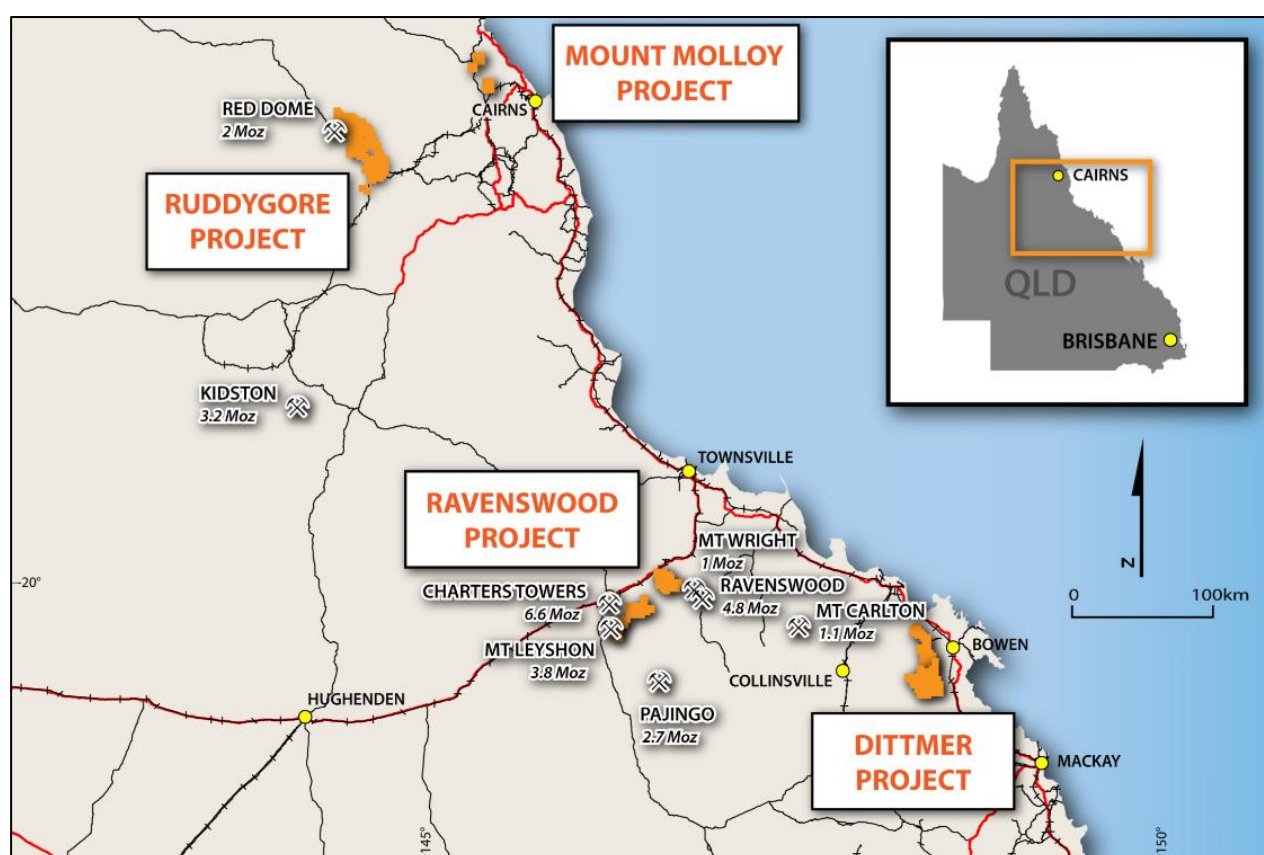 MOUNT MOLLOY
PROJECT
RED DOME
2 Moz
CAIRNS
RUDDYGORE
PROJECT
CAIRNS
QLD
BRISBANE
KIDSTON
3.2 Moz
TOWNSVILLE
RAVENSWOOD
PROJECT
MT WRIGHT
1 Moz
-20°
CHARTERS TOWERS
6.6 Moz
RAVENSWOOD
4.8 Moz
MT CARLTON
1.1 Moz
MT LEYSHON
3.8 Moz
BOWEN
COLLINSVILLE
HUGHENDEN
PAJINGO
2.7 Moz
DITTMER
PROJECT
MACKAY
N
0 100km
145°
150°